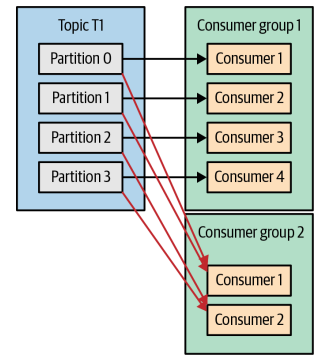 Topic T1
Partition 0
Partition 1
Partition 2
Partition 3
Consumer group 1
Consumer 1
Consumer 2
Consumer 3
Consumer 4
Consumer group 2
Consumer 1
Consumer 2